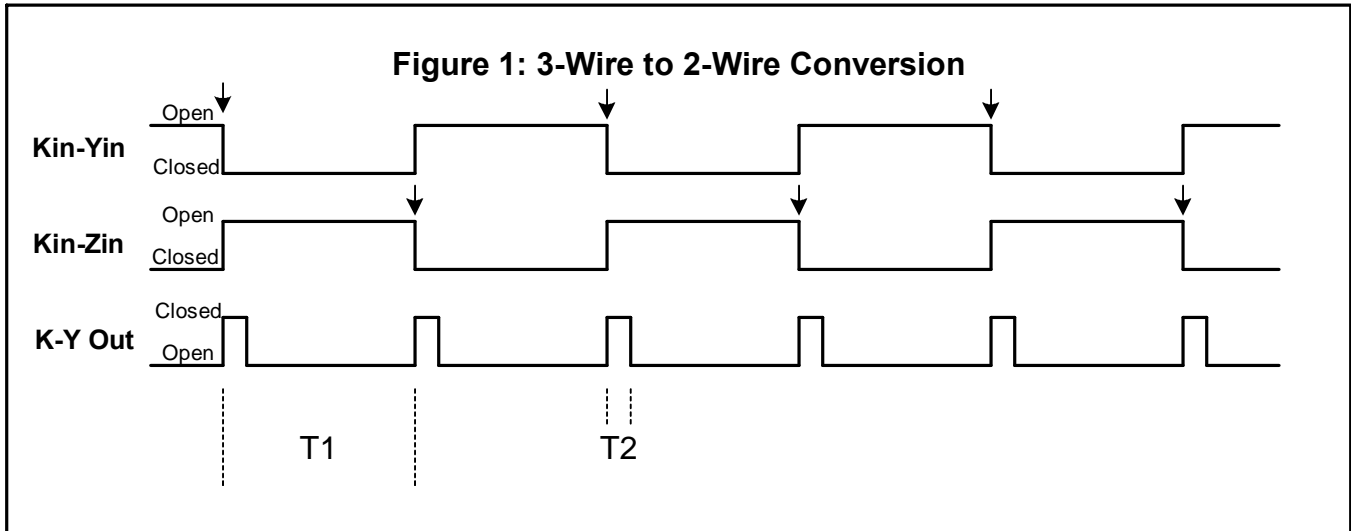 Figure 1: 3-Wire to 2-Wire Conversion
Open
Kin-Yin
Closed
Open
Kin-Zin
Closed
Closed
K-Y Out
Open
T1
T2